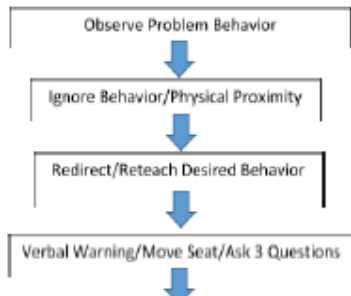 Observe Problem Behavior
Ignore Behavior/Physical Proximity
Redirect/Reteach Desired Behavior
Verbal Warning/Move Seat/Ask 3 Questions